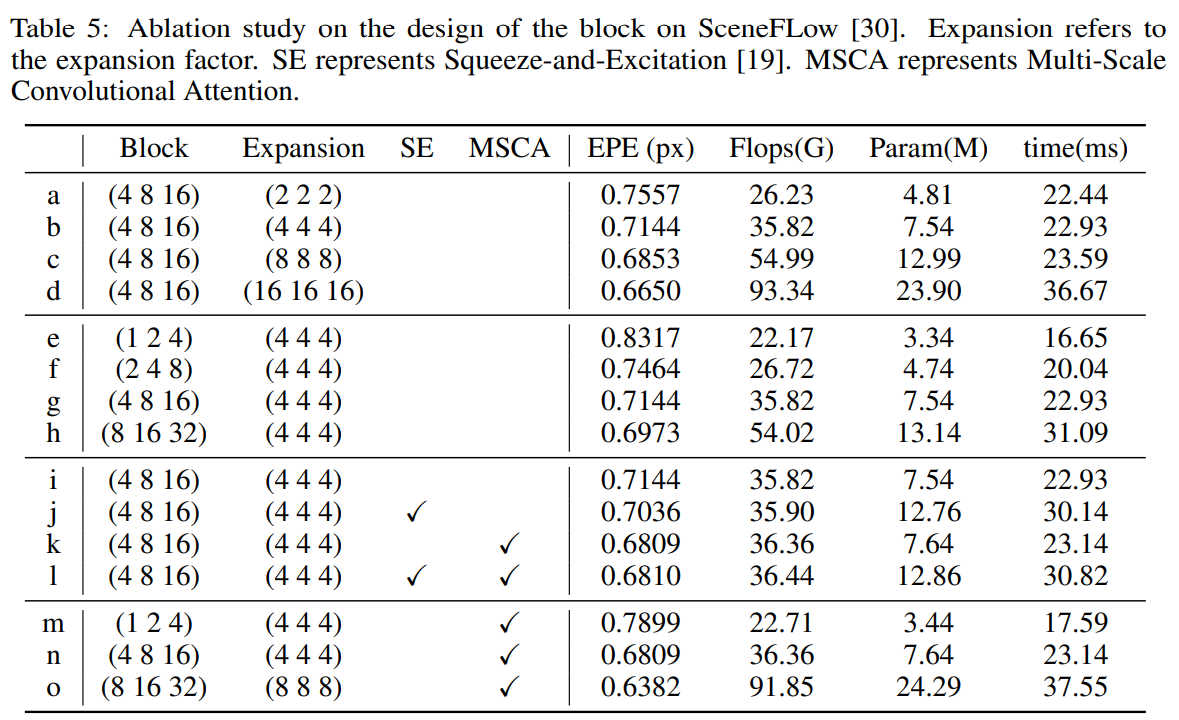 Table 5: Ablation study on the design of the block on SceneFLow [30]. Expansion refers to
the expansion factor. SE represents Squeeze-and-Excitation [19]. MSCA represents Multi-Scale
Convolutional Attention.
Block Expansion SE MSCA EPE (px) Flops(G) Param(M) time(ms)
a (4 8 16) (2 2 2) 0.7557 26.23 4.81 22.44
b (4 8 16) (4 4 4) 0.7144 35.82 7.54 22.93
c (4 8 16) (8 8 8) 0.6853 54.99 12.99 23.59
d (4 8 16) (16 16 16) 0.6650 93.34 23.90 36.67
e (1 2 4) (4 4 4) 0.8317 22.17 3.34 16.65
f (2 4 8) (4 4 4) 0.7464 26.72 4.74 20.04
g (4 8 16) (4 4 4) 0.7144 35.82 7.54 22.93
h (8 16 32) (4 4 4) 0.6973 54.02 13.14 31.09
i (4 8 16) (4 4 4) 0.7144 35.82 7.54 22.93
j (4 8 16) (4 4 4) ✓ 0.7036 35.90 12.76 30.14
k (4 8 16) (4 4 4) ✓ 0.6809 36.36 7.64 23.14
l (4 8 16) (4 4 4) ✓ ✓ 0.6810 36.44 12.86 30.82
m (1 2 4) (4 4 4) ✓ 0.7899 22.71 3.44 17.59
n (4 8 16) (4 4 4) ✓ 0.6809 36.36 7.64 23.14
o (8 16 32) (8 8 8) ✓ 0.6382 91.85 24.29 37.55